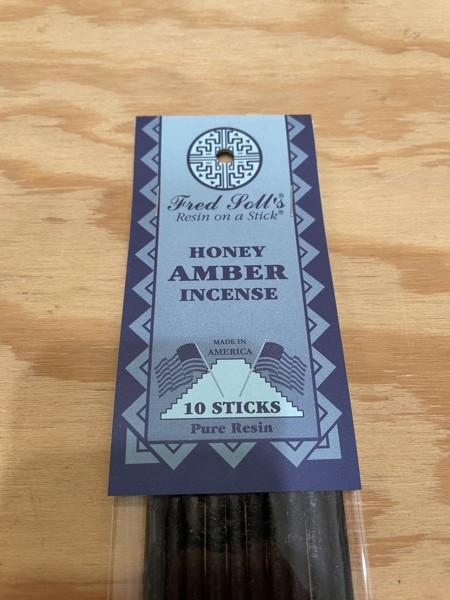 Fred Soll's®
Resin on a Stick®
HONEY
AMBER
INCENSE
MADE IN
AMERICA
10 STICKS
Pure Resin